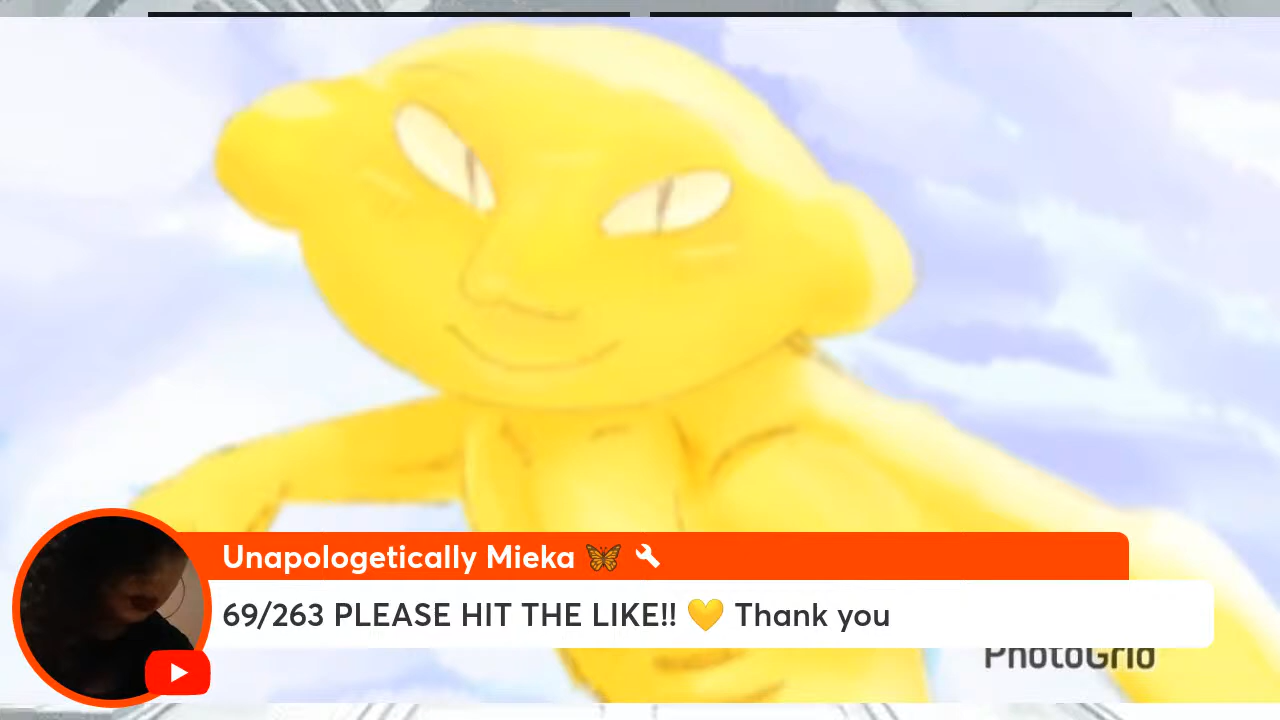 Unapologetically Mieka 🦋 🔧
69/263 PLEASE HIT THE LIKE!! 💛 Thank you
PhotoGrid